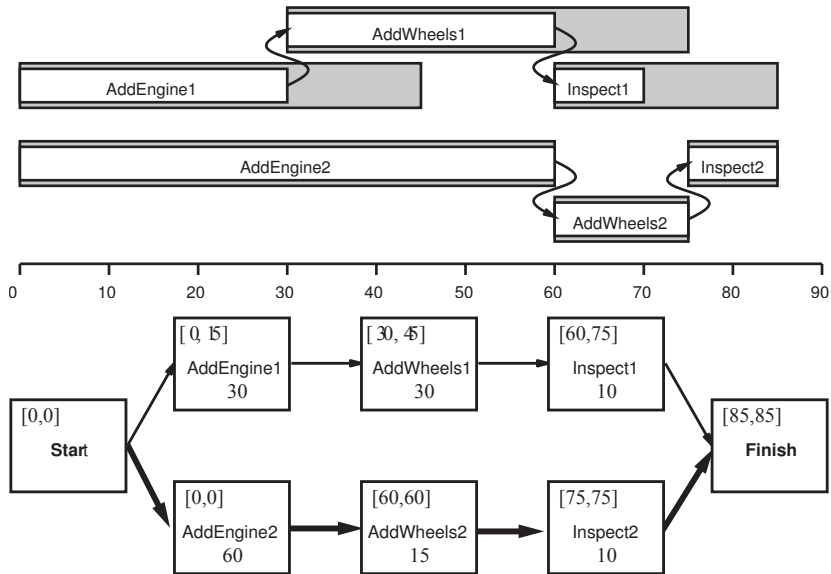 AddWheels1
AddEngine1
Inspect1
AddEngine2
Inspect2
AddWheels2
0 10 20 30 40 50 60 70 80 90
[0, 15]
AddEngine1
30
[30, 45]
AddWheels1
30
[60,75]
Inspect1
10
[0,0]
Start
[85,85]
Finish
[0,0]
AddEngine2
60
[60,60]
AddWheels2
15
[75,75]
Inspect2
10